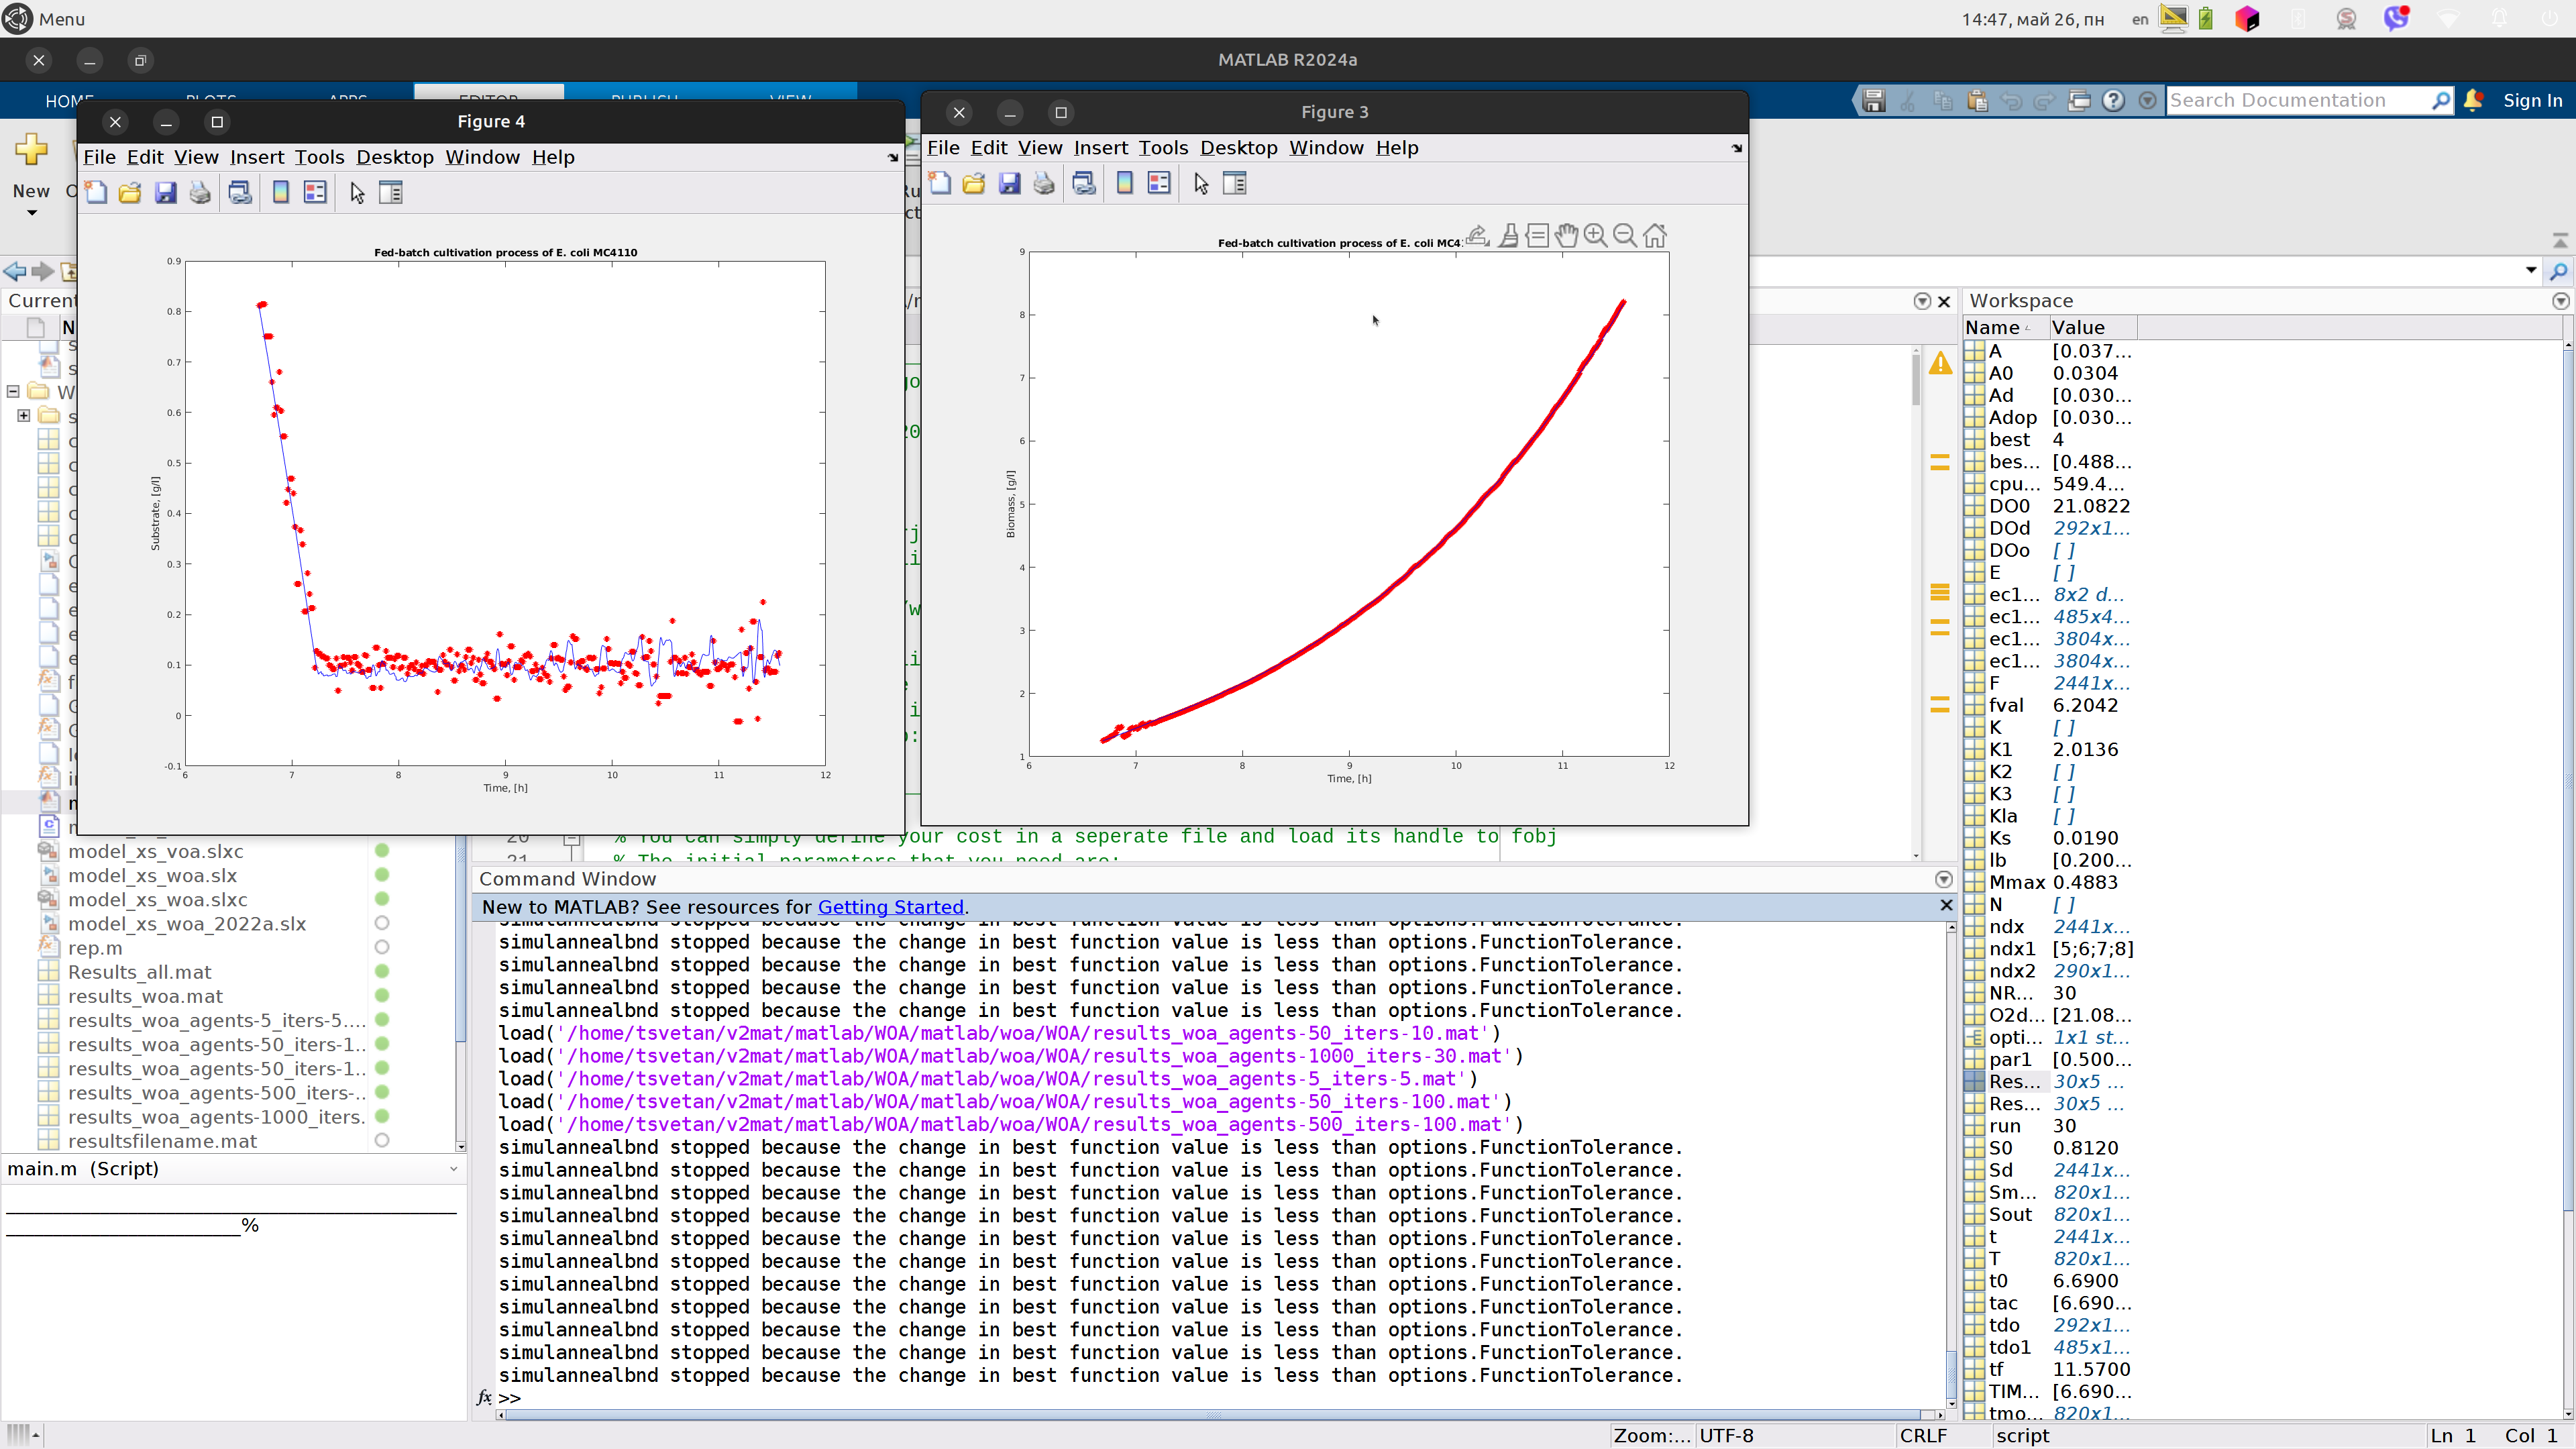 Menu
14:47, май 26, пн
en
MATLAB R2024a
HOME PLOTS APPS EDITOR PUBLISH VIEW
Search Documentation
Sign In
New
Figure 4
File Edit View Insert Tools Desktop Window Help
Fed-batch cultivation process of E. coli MC4110
0.9
0.8
0.7
0.6
0.5
0.4
0.3
0.2
0.1
0
-0.1
Substrate, [g/l]
6 7 8 9 10 11 12
Time, [h]
Figure 3
File Edit View Insert Tools Desktop Window Help
Fed-batch cultivation process of E. coli MC4
9
8
7
6
5
4
3
2
1
Biomass, [g/l]
6 7 8 9 10 11 12
Time, [h]
20 % You can simply define your cost in a seperate file and load its handle to fobj
21 % The initial parameters that you need are:
Current
model_xs_voa.slxc
model_xs_woa.slx
model_xs_woa.slxc
model_xs_woa_2022a.slx
rep.m
Results_all.mat
results_woa.mat
results_woa_agents-5_iters-5....
results_woa_agents-50_iters-1...
results_woa_agents-50_iters-1...
results_woa_agents-500_iters-...
results_woa_agents-1000_iters.
resultsfilename.mat
main.m (Script)
%
Command Window
New to MATLAB? See resources for Getting Started.
simulannealbnd stopped because the change in best function value is less than options.FunctionTolerance.
simulannealbnd stopped because the change in best function value is less than options.FunctionTolerance.
simulannealbnd stopped because the change in best function value is less than options.FunctionTolerance.
simulannealbnd stopped because the change in best function value is less than options.FunctionTolerance.
simulannealbnd stopped because the change in best function value is less than options.FunctionTolerance.
load('/home/tsvetan/v2mat/matlab/WOA/matlab/woa/WOA/results_woa_agents-50_iters-10.mat')
load('/home/tsvetan/v2mat/matlab/WOA/matlab/woa/WOA/results_woa_agents-1000_iters-30.mat')
load('/home/tsvetan/v2mat/matlab/WOA/matlab/woa/WOA/results_woa_agents-5_iters-5.mat')
load('/home/tsvetan/v2mat/matlab/WOA/matlab/woa/WOA/results_woa_agents-50_iters-100.mat')
load('/home/tsvetan/v2mat/matlab/WOA/matlab/woa/WOA/results_woa_agents-500_iters-100.mat')
simulannealbnd stopped because the change in best function value is less than options.FunctionTolerance.
simulannealbnd stopped because the change in best function value is less than options.FunctionTolerance.
simulannealbnd stopped because the change in best function value is less than options.FunctionTolerance.
simulannealbnd stopped because the change in best function value is less than options.FunctionTolerance.
simulannealbnd stopped because the change in best function value is less than options.FunctionTolerance.
simulannealbnd stopped because the change in best function value is less than options.FunctionTolerance.
simulannealbnd stopped because the change in best function value is less than options.FunctionTolerance.
simulannealbnd stopped because the change in best function value is less than options.FunctionTolerance.
simulannealbnd stopped because the change in best function value is less than options.FunctionTolerance.
simulannealbnd stopped because the change in best function value is less than options.FunctionTolerance.
simulannealbnd stopped because the change in best function value is less than options.FunctionTolerance.
fx >>
Workspace
Name Value
A [0.037...
A0 0.0304
Ad [0.030...
Adop [0.030...
best 4
bes... [0.488...
cpu... 549.4...
DO0 21.0822
DOd 292x1...
DOo [ ]
E [ ]
ec1... 8x2 d...
ec1... 485x4...
ec1... 3804x...
ec1... 3804x...
F 2441x...
fval 6.2042
K [ ]
K1 2.0136
K2 [ ]
K3 [ ]
Kla [ ]
Ks 0.0190
lb [0.200...
Mmax 0.4883
N [ ]
ndx 2441x...
ndx1 [5;6;7;8]
ndx2 290x1...
NR... 30
O2d... [21.08...
opti... 1x1 st...
par1 [0.500...
Res... 30x5 ...
Res... 30x5 ...
run 30
S0 0.8120
Sd 2441x...
Sm... 820x1...
Sout 820x1...
t 2441x...
T 820x1...
t0 6.6900
tac [6.690...
tdo 292x1...
tdo1 485x1...
tf 11.5700
TIM... [6.690...
tmo... 820x1...
Zoom:... UTF-8 CRLF script Ln 1 Col 1